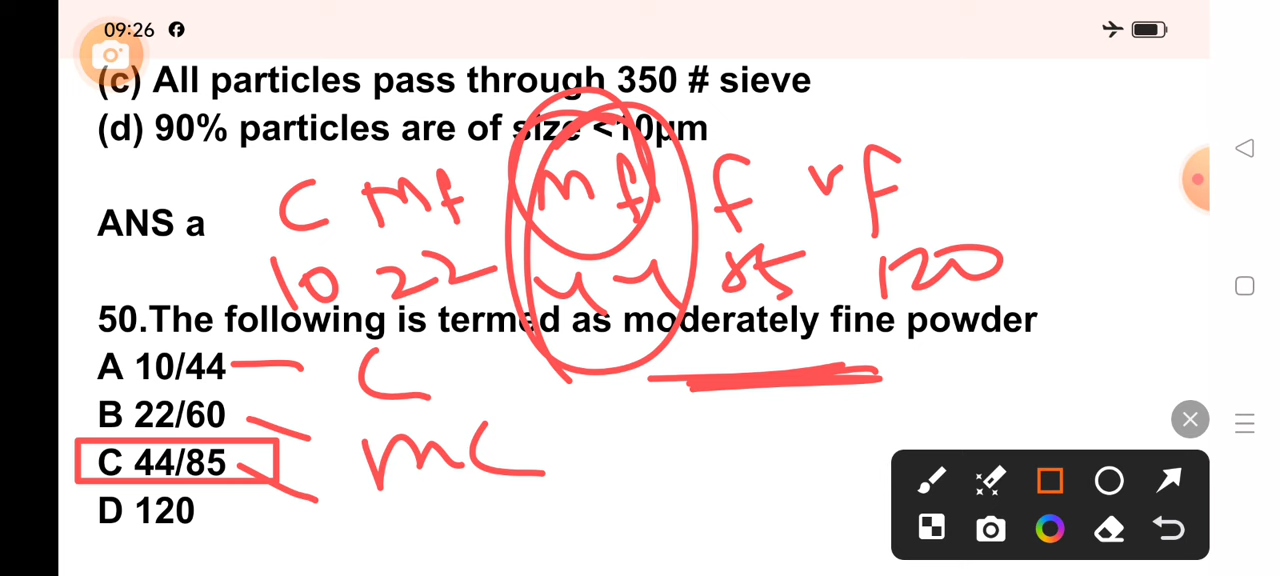 09:26
(c) All particles pass through 350 # sieve
(d) 90% particles are of size <10µm
C mf mf f vf
ANS a
10 22 44 85 120
50.The following is termed as moderately fine powder
A 10/44 C
B 22/60 mC
C 44/85
D 120